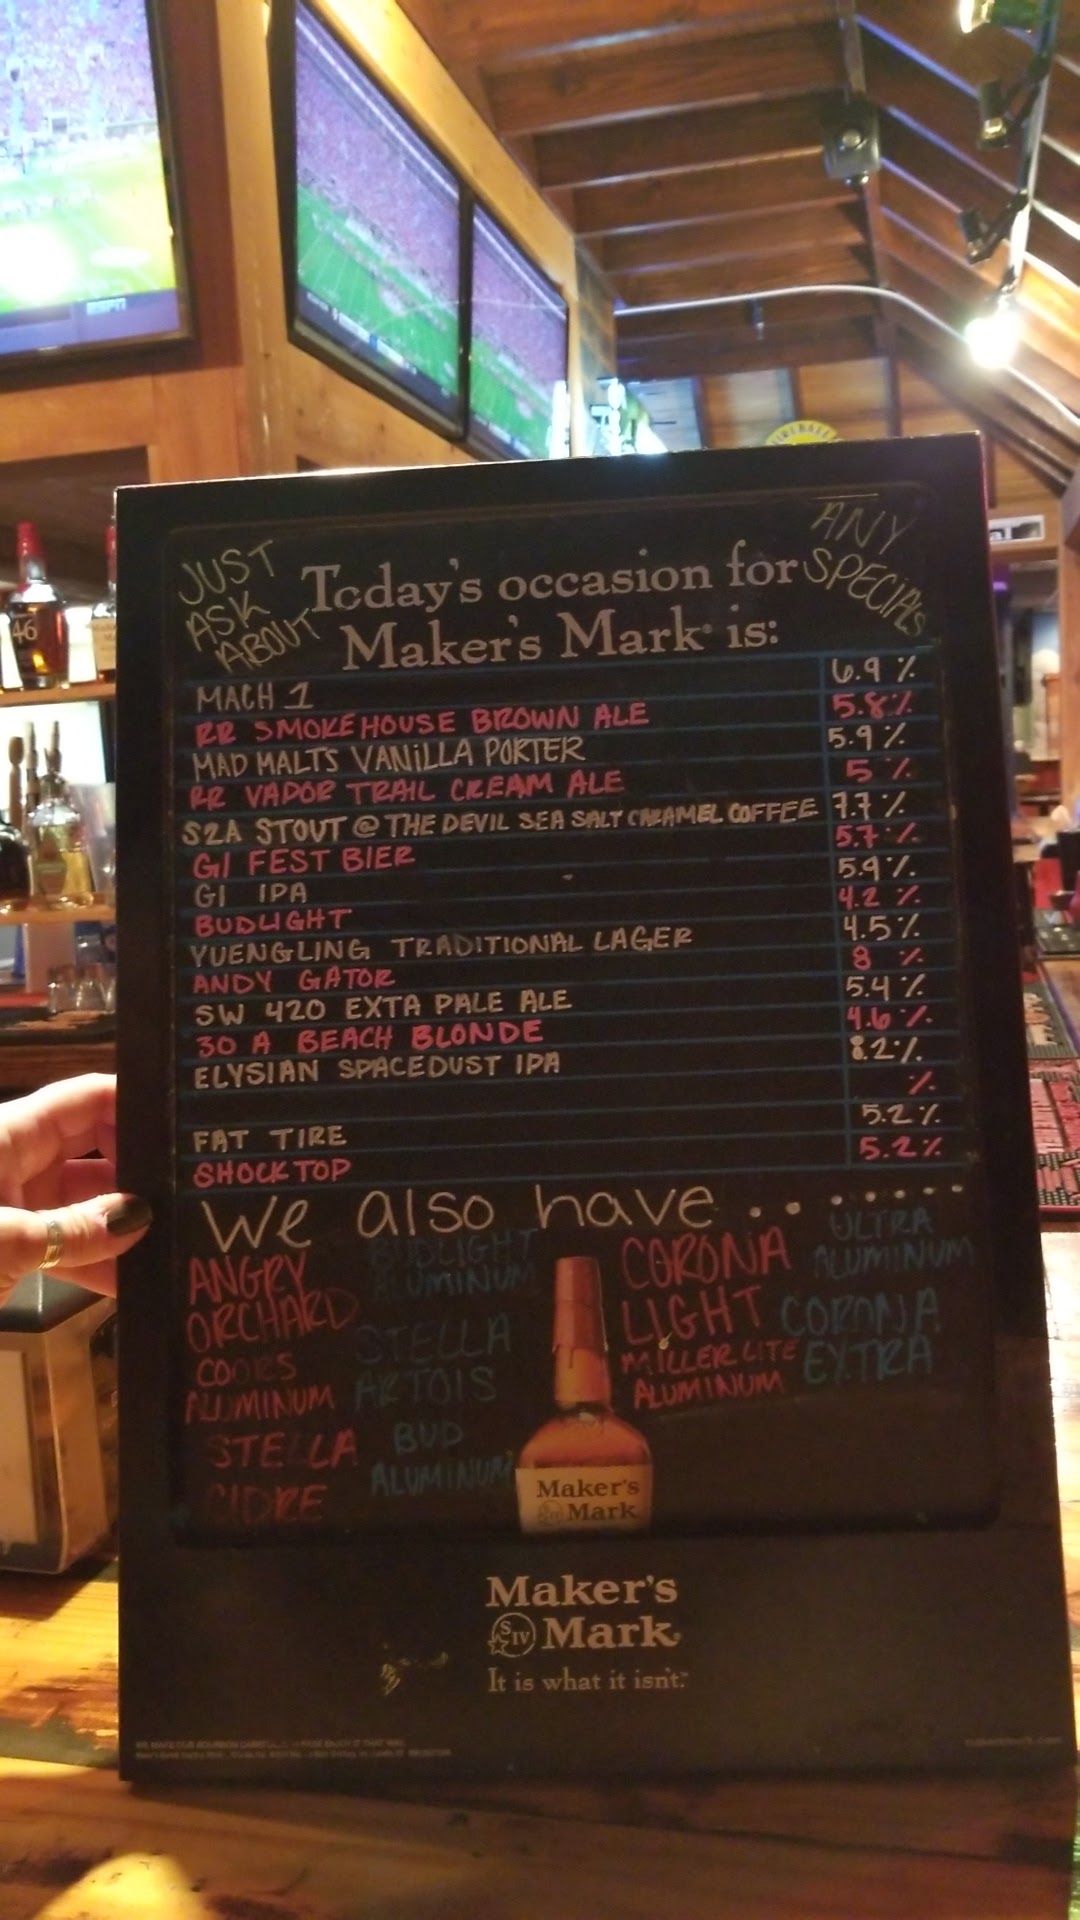 ESPN
FIREBALL
46
JUST
ASK
ABOUT
ANY
SPECIALS
Today's occasion for
Maker's Mark is:
MACH 1 6.9 %
RR SMOKEHOUSE BROWN ALE 5.8%
MAD MALTS VANILLA PORTER 5.9 %
RR VAPOR TRAIL CREAM ALE 5 %
S2A STOUT @ THE DEVIL SEA SALT CARAMEL COFFEE 7.7 %
GI FEST BIER 5.7 %
GI IPA 5.9 %
BUDLIGHT 4.2 %
YUENGLING TRADITIONAL LAGER 4.5 %
ANDY GATOR 8 %
SW 420 EXTA PALE ALE 5.4 %
30 A BEACH BLONDE 4.6 %
ELYSIAN SPACEDUST IPA 8.2%
%
FAT TIRE 5.2 %
SHOCKTOP 5.2%
We also have........
ANGRY
ORCHARD
COORS
ALUMINUM
STELLA
CIDRE
BUDLIGHT
ALUMINUM
STELLA
ARTOIS
BUD
ALUMINUM
CORONA
LIGHT
MILLER LITE
ALUMINUM
ULTRA
ALUMINUM
CORONA
EXTRA
Maker's
Mark
Maker's
SIV Mark
It is what it isn't.™